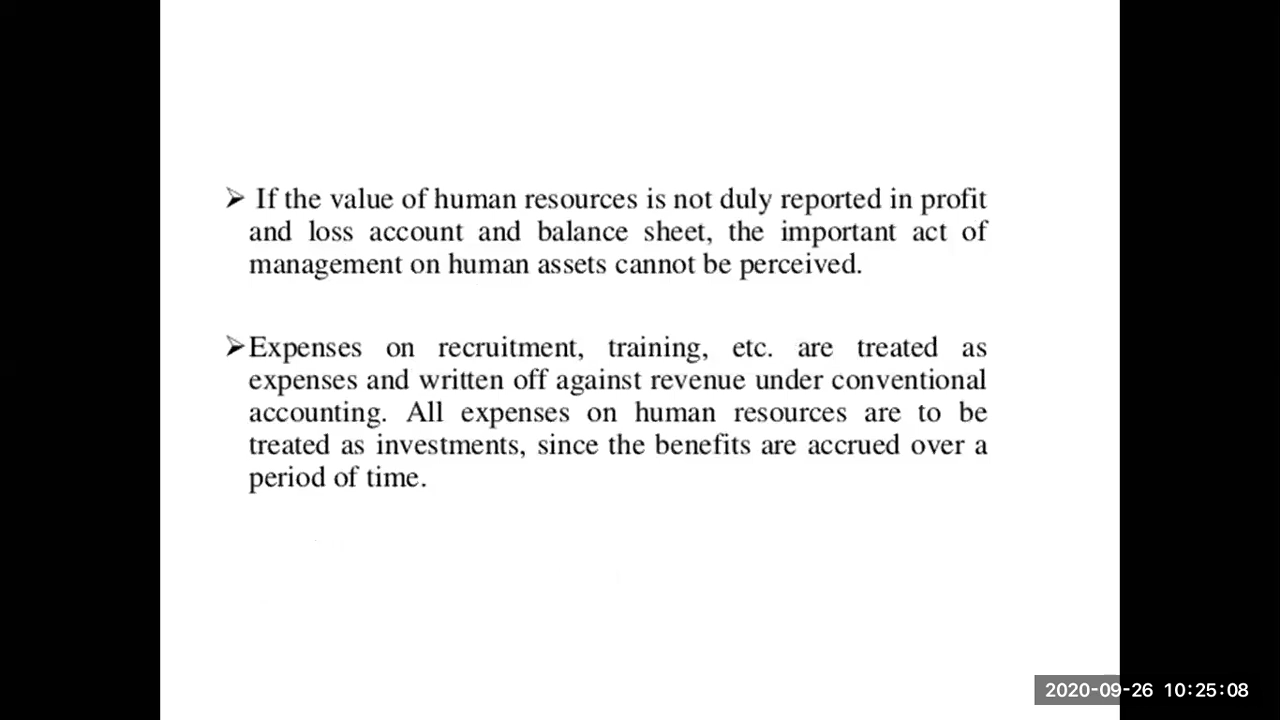 ➢ If the value of human resources is not duly reported in profit
and loss account and balance sheet, the important act of
management on human assets cannot be perceived.
➢Expenses on recruitment, training, etc. are treated as
expenses and written off against revenue under conventional
accounting. All expenses on human resources are to be
treated as investments, since the benefits are accrued over a
period of time.
2020-09-26 10:25:08